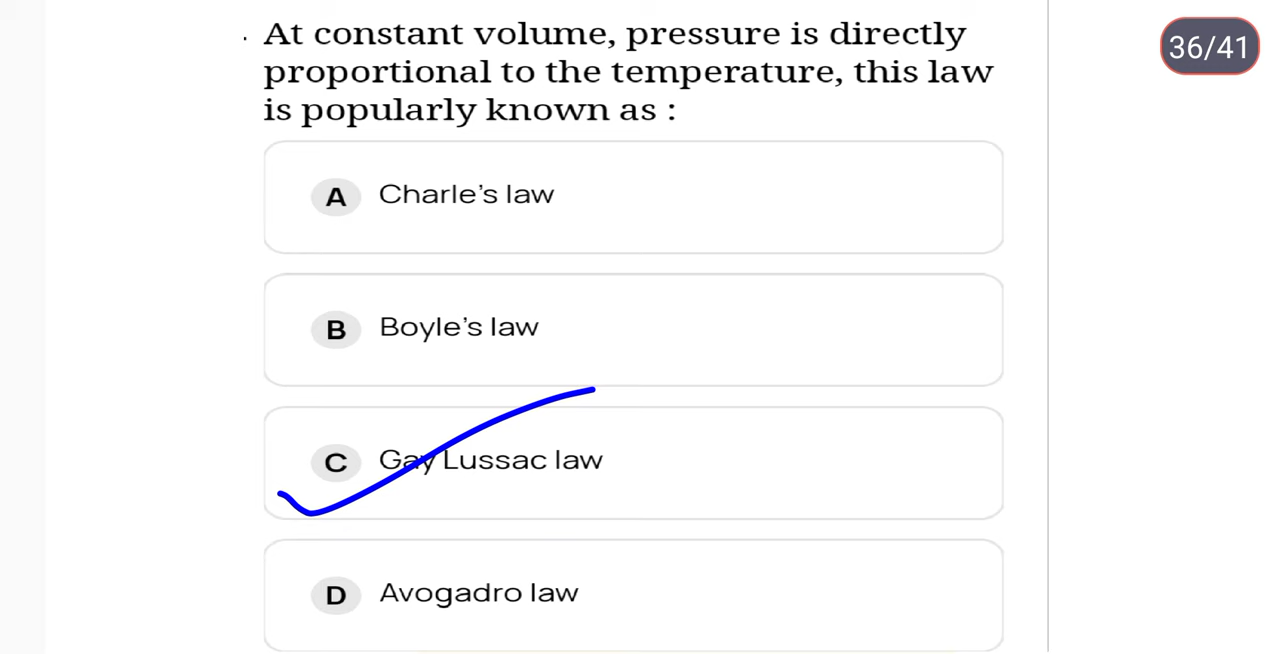 36/41
At constant volume, pressure is directly
proportional to the temperature, this law
is popularly known as :
A Charle’s law
B Boyle’s law
C Gay Lussac law
D Avogadro law